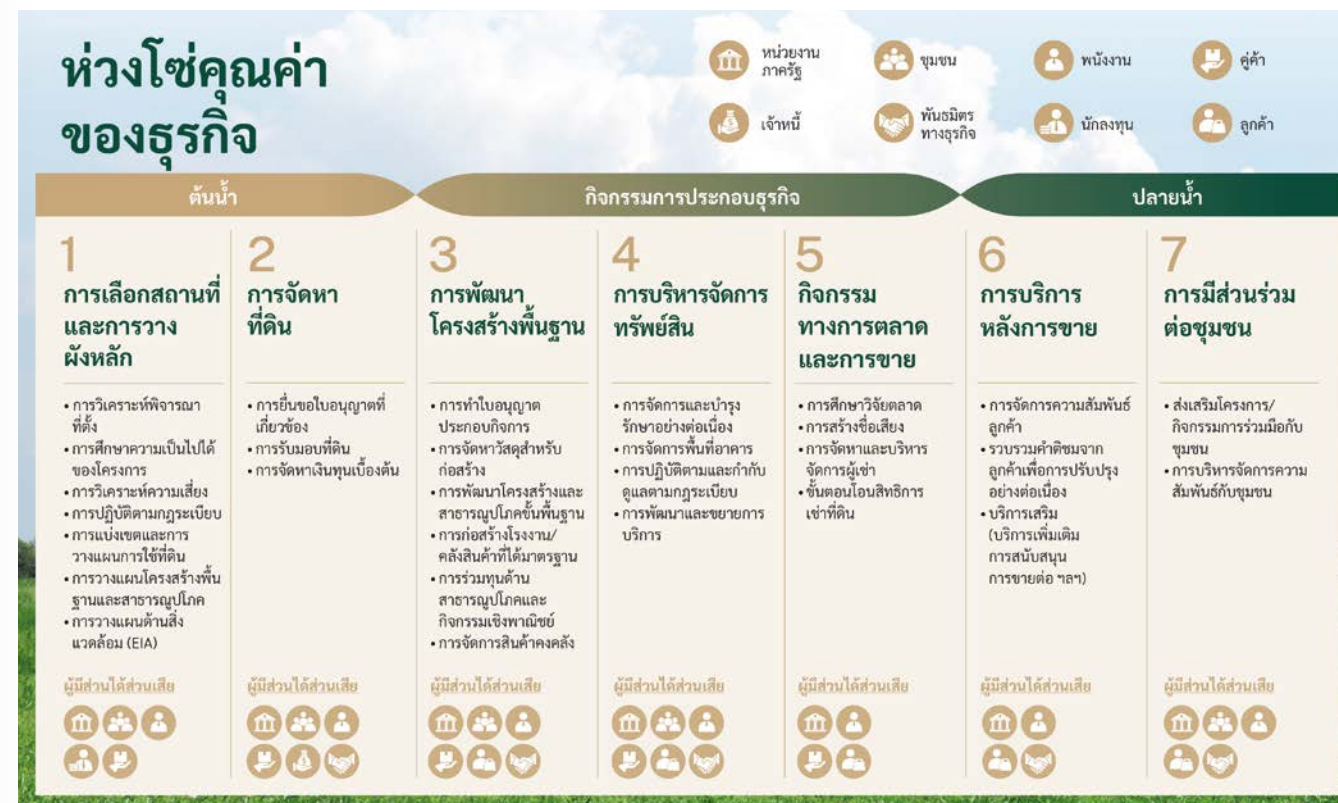 ห่วงโซ่คุณค่า
ของธุรกิจ
หน่วยงาน
ภาครัฐ
ชุมชน
พนังงาน
คู่ค้า
เจ้าหนี้
พันธมิตร
ทางธุรกิจ
นักลงทุน
ลูกค้า
ต้นน้ำ
กิจกรรมการประกอบธุรกิจ
ปลายน้ำ
1
การเลือกสถานที่
และการวาง
ผังหลัก
• การวิเคราะห์พิจารณา
ที่ตั้ง
• การศึกษาความเป็นไปได้
ของโครงการ
• การวิเคราะห์ความเสี่ยง
• การปฏิบัติตามกฎระเบียบ
• การแบ่งเขตและการ
วางแผนการใช้ที่ดิน
• การวางแผนโครงสร้างพื้น
ฐานและสาธารณูปโภค
• การวางแผนด้านสิ่ง
แวดล้อม (EIA)
ผู้มีส่วนได้ส่วนเสีย
2
การจัดหา
ที่ดิน
• การยื่นขอใบอนุญาตที่
เกี่ยวข้อง
• การรับมอบที่ดิน
• การจัดหาเงินทุนเบื้องต้น
ผู้มีส่วนได้ส่วนเสีย
3
การพัฒนา
โครงสร้างพื้นฐาน
• การทำใบอนุญาต
ประกอบกิจการ
• การจัดหาวัสดุสำหรับ
ก่อสร้าง
• การพัฒนาโครงสร้างและ
สาธารณูปโภคขั้นพื้นฐาน
• การก่อสร้างโรงงาน/
คลังสินค้าที่ได้มาตรฐาน
• การร่วมทุนด้าน
สาธารณูปโภคและ
กิจกรรมเชิงพาณิชย์
• การจัดการสินค้าคงคลัง
ผู้มีส่วนได้ส่วนเสีย
4
การบริหารจัดการ
ทรัพย์สิน
• การจัดการและบำรุง
รักษาอย่างต่อเนื่อง
• การจัดการพื้นที่อาคาร
• การปฏิบัติตามและกำกับ
ดูแลตามกฎระเบียบ
• การพัฒนาและขยายการ
บริการ
ผู้มีส่วนได้ส่วนเสีย
5
กิจกรรม
ทางการตลาด
และการขาย
• การศึกษาวิจัยตลาด
• การสร้างชื่อเสียง
• การจัดหาและบริหาร
จัดการผู้เช่า
• ขั้นตอนโอนสิทธิการ
เช่าที่ดิน
ผู้มีส่วนได้ส่วนเสีย
6
การบริการ
หลังการขาย
• การจัดการความสัมพันธ์
ลูกค้า
• รวบรวมคำติชมจาก
ลูกค้าเพื่อการปรับปรุง
อย่างต่อเนื่อง
• บริการเสริม
(บริการเพิ่มเติม
การสนับสนุน
การขายต่อ ฯลฯ)
ผู้มีส่วนได้ส่วนเสีย
7
การมีส่วนร่วม
ต่อชุมชน
• ส่งเสริมโครงการ/
กิจกรรมการร่วมมือกับ
ชุมชน
• การบริหารจัดการความ
สัมพันธ์กับชุมชน
ผู้มีส่วนได้ส่วนเสีย